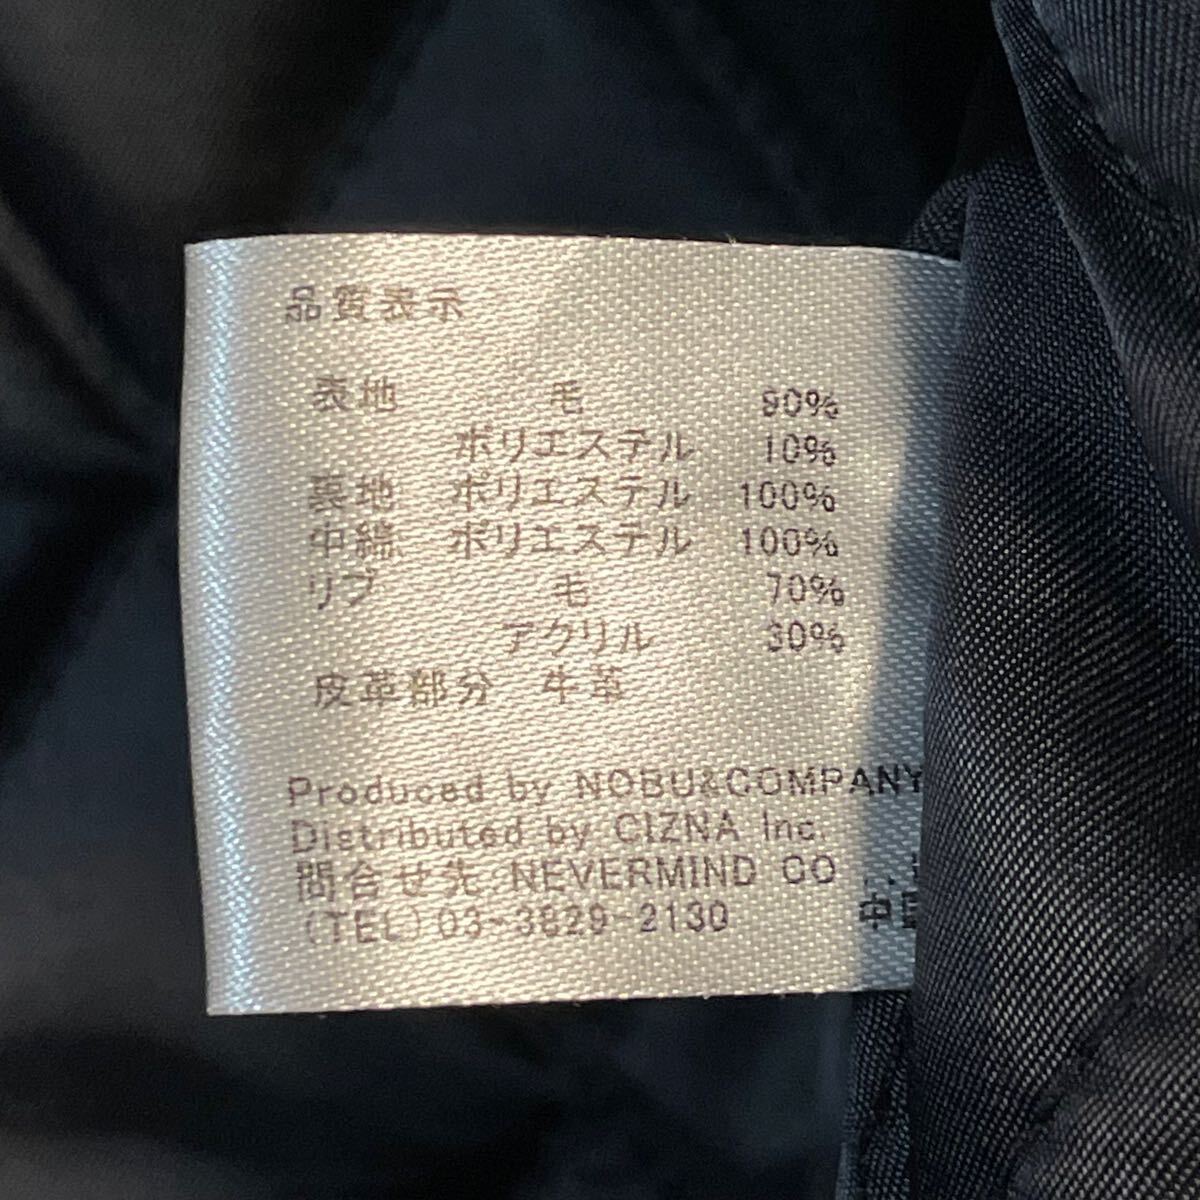 品質表示
表地 毛 90%
ポリエステル 10%
裏地 ポリエステル 100%
中綿 ポリエステル 100%
リブ 毛 70%
アクリル 30%
皮革部分 牛革
Produced by NOBU&COMPANY
Distributed by CIZNA Inc.
問合せ先 NEVERMIND CO
(TEL)03-3829-2130 中